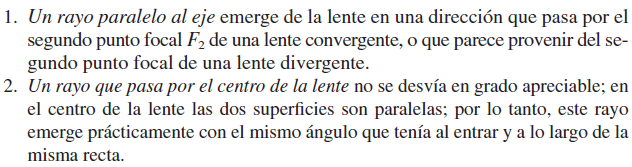 1. Un rayo paralelo al eje emerge de la lente en una dirección que pasa por el
segundo punto focal F₂ de una lente convergente, o que parece provenir del se-
gundo punto focal de una lente divergente.
2. Un rayo que pasa por el centro de la lente no se desvía en grado apreciable; en
el centro de la lente las dos superficies son paralelas; por lo tanto, este rayo
emerge prácticamente con el mismo ángulo que tenía al entrar y a lo largo de la
misma recta.